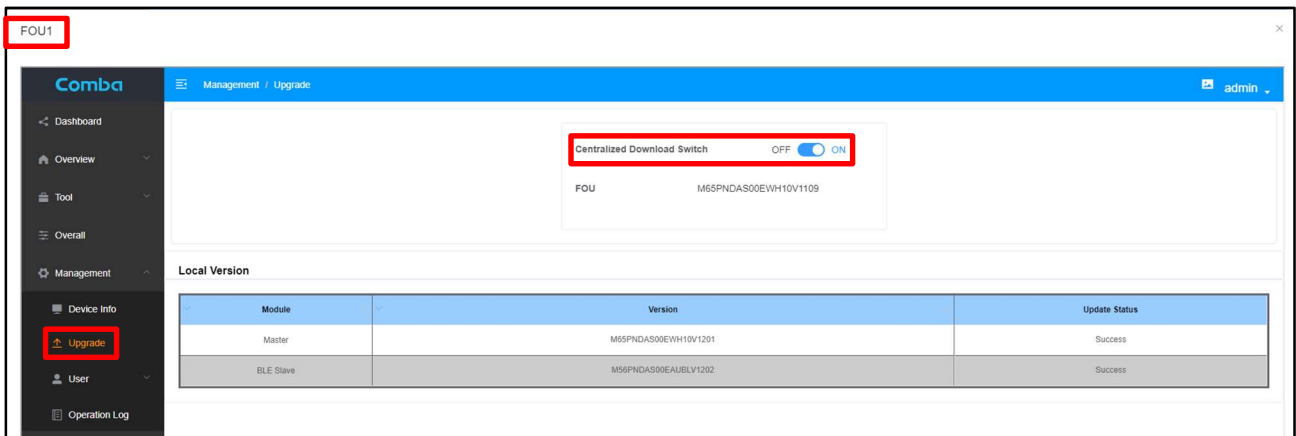 FOU1
Comba
Management / Upgrade
admin
Dashboard
Overview
Tool
Overall
Management
Device Info
Upgrade
User
Operation Log
Centralized Download Switch OFF ON
FOU M65PNDAS00EWH10V1109
Local Version
Module Version Update Status
Master M65PNDAS00EWH10V1201 Success
BLE Slave M56PNDAS00EAUBLV1202 Success